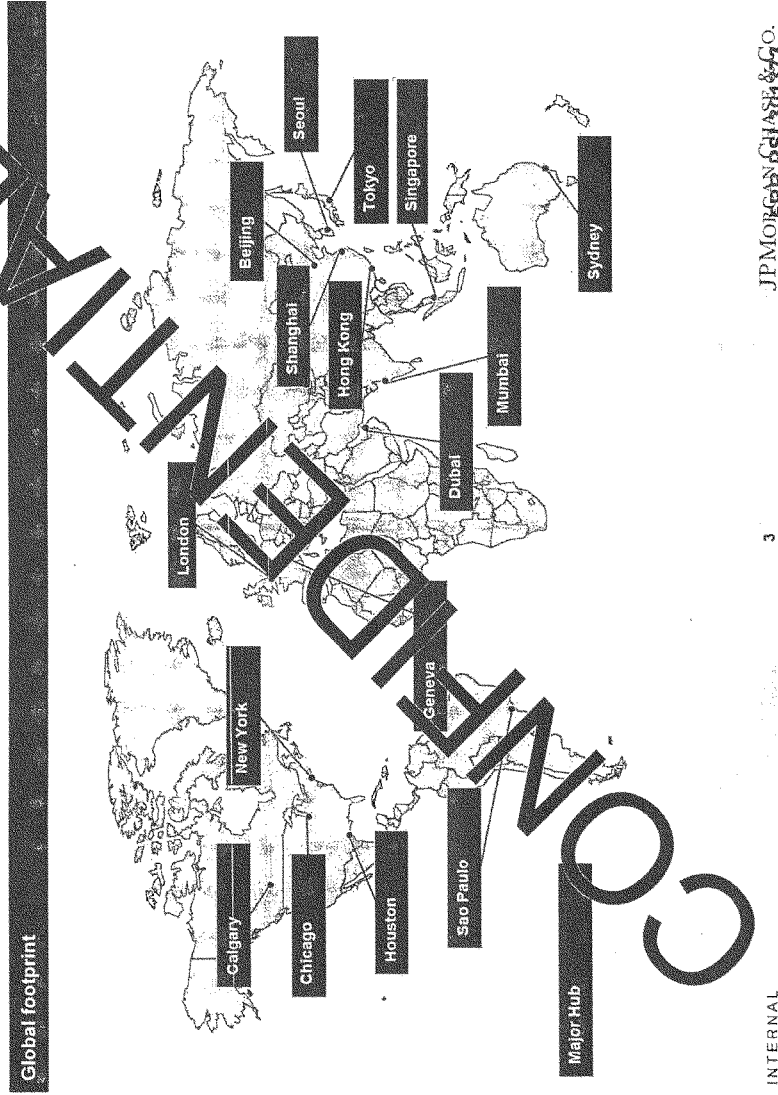 Global footprint
London
Calgary
New York
Beijing
Seoul
Chicago
Shanghai
Tokyo
Houston
Hong Kong
Singapore
Geneva
Dubai
Sao Paulo
Mumbai
Major Hub
Sydney
INTERNAL
3
JPMORGAN CHASE & CO.